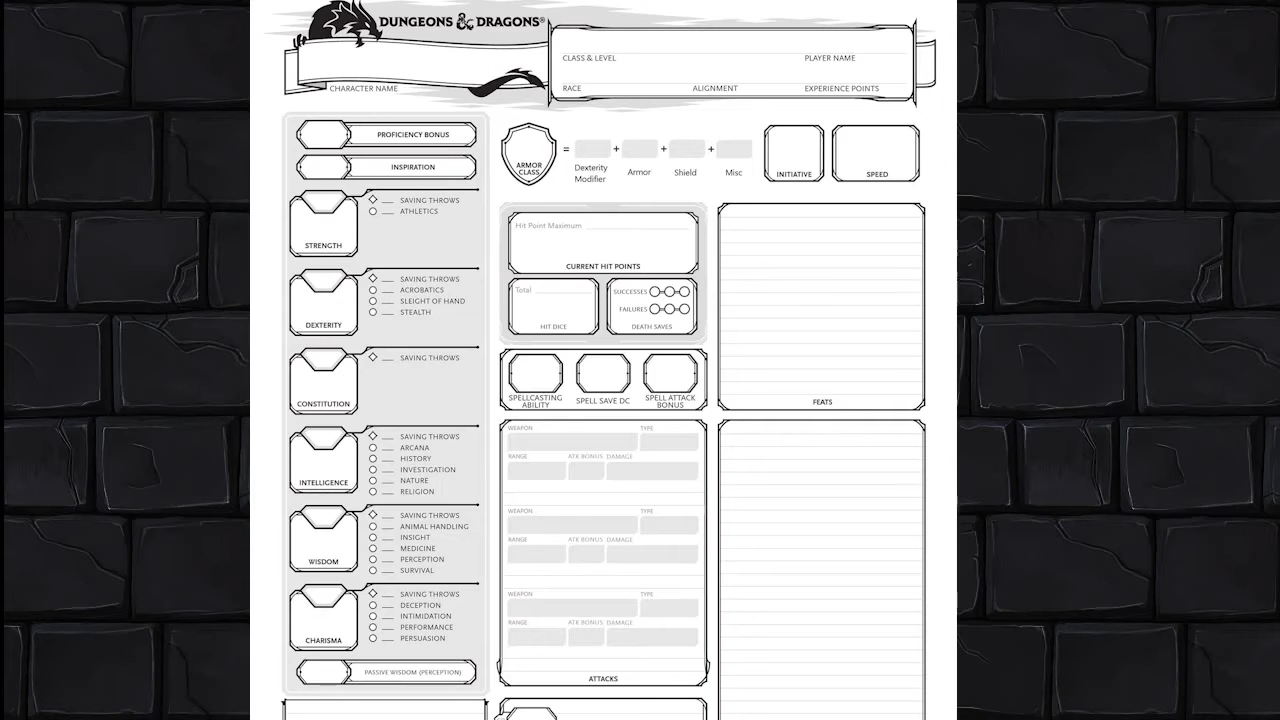 DUNGEONS & DRAGONS®
CHARACTER NAME
CLASS & LEVEL
PLAYER NAME
RACE
ALIGNMENT
EXPERIENCE POINTS
PROFICIENCY BONUS
INSPIRATION
STRENGTH
SAVING THROWS
ATHLETICS
DEXTERITY
SAVING THROWS
ACROBATICS
SLEIGHT OF HAND
STEALTH
CONSTITUTION
SAVING THROWS
INTELLIGENCE
SAVING THROWS
ARCANA
HISTORY
INVESTIGATION
NATURE
RELIGION
WISDOM
SAVING THROWS
ANIMAL HANDLING
INSIGHT
MEDICINE
PERCEPTION
SURVIVAL
CHARISMA
SAVING THROWS
DECEPTION
INTIMIDATION
PERFORMANCE
PERSUASION
PASSIVE WISDOM (PERCEPTION)
ARMOR
CLASS
= + + +
Dexterity
Modifier
Armor
Shield
Misc
INITIATIVE
SPEED
Hit Point Maximum
CURRENT HIT POINTS
Total
HIT DICE
SUCCESSES
FAILURES
DEATH SAVES
SPELLCASTING
ABILITY
SPELL SAVE DC
SPELL ATTACK
BONUS
WEAPON TYPE
RANGE ATK BONUS DAMAGE
WEAPON TYPE
RANGE ATK BONUS DAMAGE
WEAPON TYPE
RANGE ATK BONUS DAMAGE
ATTACKS
FEATS